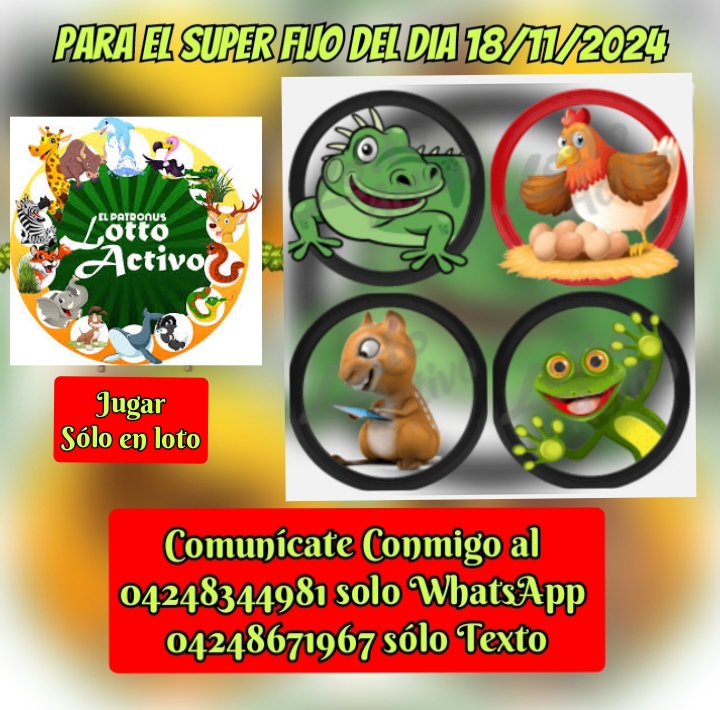 PARA EL SUPER FIJO DEL DIA 18/11/2024
EL PATRONUS
Lotto
Activo
Jugar
Sólo en loto
Comunícate Conmigo al
04248344981 solo WhatsApp
04248671967 sólo Texto